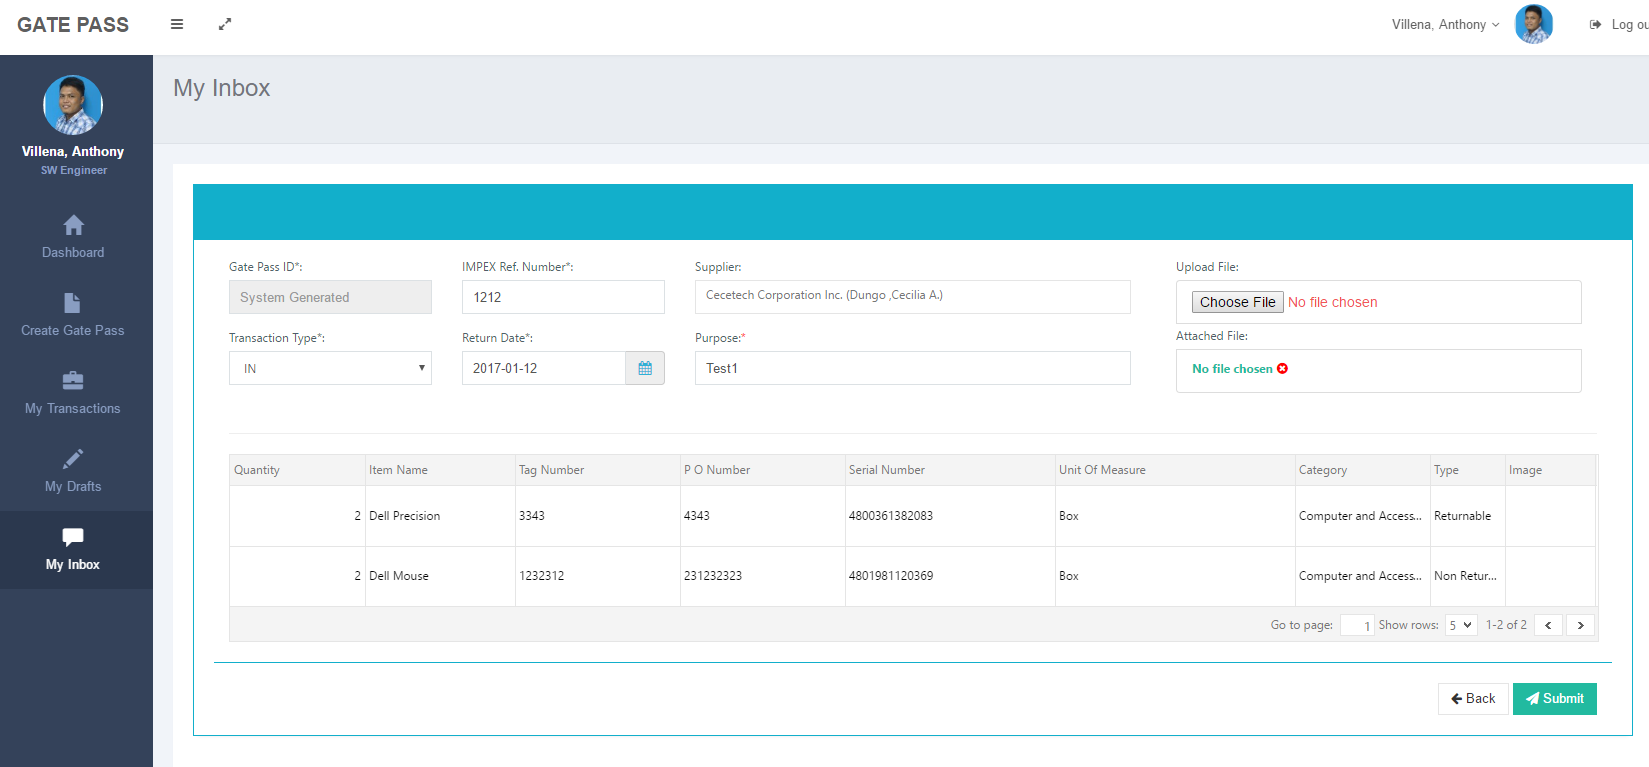 GATE PASS
Villena, Anthony
Log ou
Villena, Anthony
SW Engineer
Dashboard
Create Gate Pass
My Transactions
My Drafts
My Inbox
My Inbox
Gate Pass ID*: IMPEX Ref. Number*: Supplier: Upload File:
System Generated 1212 Cecetech Corporation Inc. (Dungo ,Cecilia A.) Choose File No file chosen
Transaction Type*: Return Date*: Purpose:* Attached File:
IN 2017-01-12 Test1 No file chosen
Quantity Item Name Tag Number P O Number Serial Number Unit Of Measure Category Type Image
2 Dell Precision 3343 4343 4800361382083 Box Computer and Access... Returnable
2 Dell Mouse 1232312 231232323 4801981120369 Box Computer and Access... Non Retur...
Go to page: 1 Show rows: 5 1-2 of 2
Back Submit